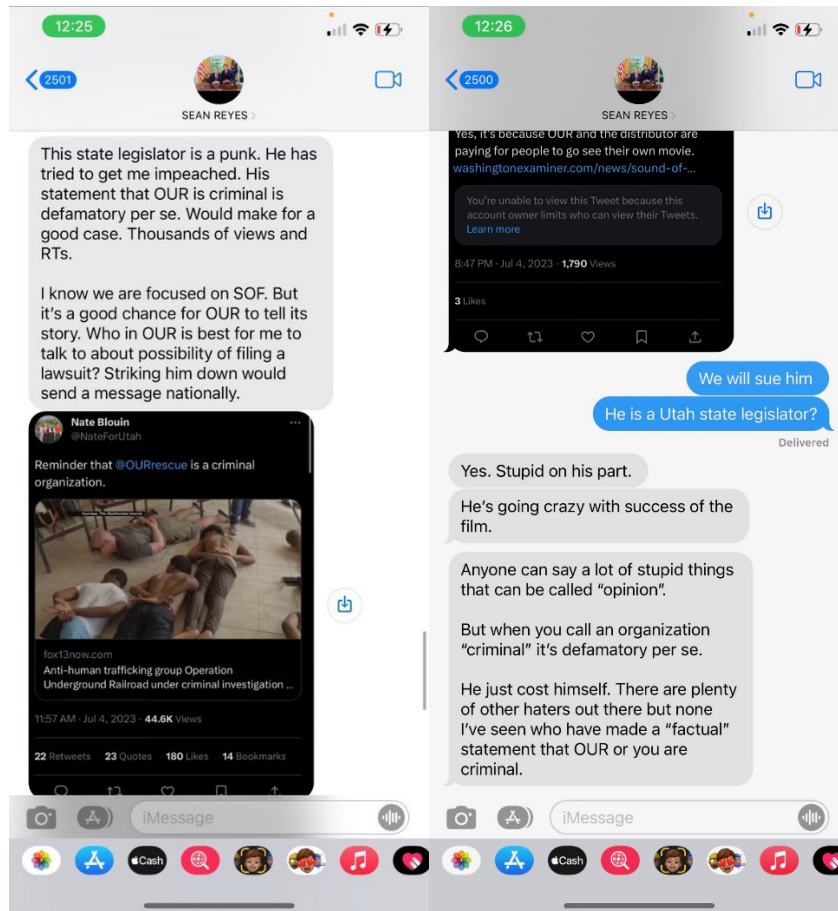 12:25
2501
SEAN REYES >
This state legislator is a punk. He has
tried to get me impeached. His
statement that OUR is criminal is
defamatory per se. Would make for a
good case. Thousands of views and
RTs.
I know we are focused on SOF. But
it's a good chance for OUR to tell its
story. Who in OUR is best for me to
talk to about possibility of filing a
lawsuit? Striking him down would
send a message nationally.
Nate Blouin
@NateForUtah
Reminder that @OURrescue is a criminal
organization.
fox13now.com
Anti-human trafficking group Operation
Underground Railroad under criminal investigation ...
11:57 AM · Jul 4, 2023 · 44.6K Views
22 Retweets 23 Quotes 180 Likes 14 Bookmarks
iMessage
Cash
12:26
2500
SEAN REYES >
Yes, it's because OUR and the distributor are
paying for people to go see their own movie.
washingtonexaminer.com/news/sound-of-...
You're unable to view this Tweet because this
account owner limits who can view their Tweets.
Learn more
8:47 PM · Jul 4, 2023 · 1,790 Views
3 Likes
We will sue him
He is a Utah state legislator?
Delivered
Yes. Stupid on his part.
He's going crazy with success of the
film.
Anyone can say a lot of stupid things
that can be called “opinion”.
But when you call an organization
“criminal” it's defamatory per se.
He just cost himself. There are plenty
of other haters out there but none
I've seen who have made a “factual”
statement that OUR or you are
criminal.
iMessage
Cash